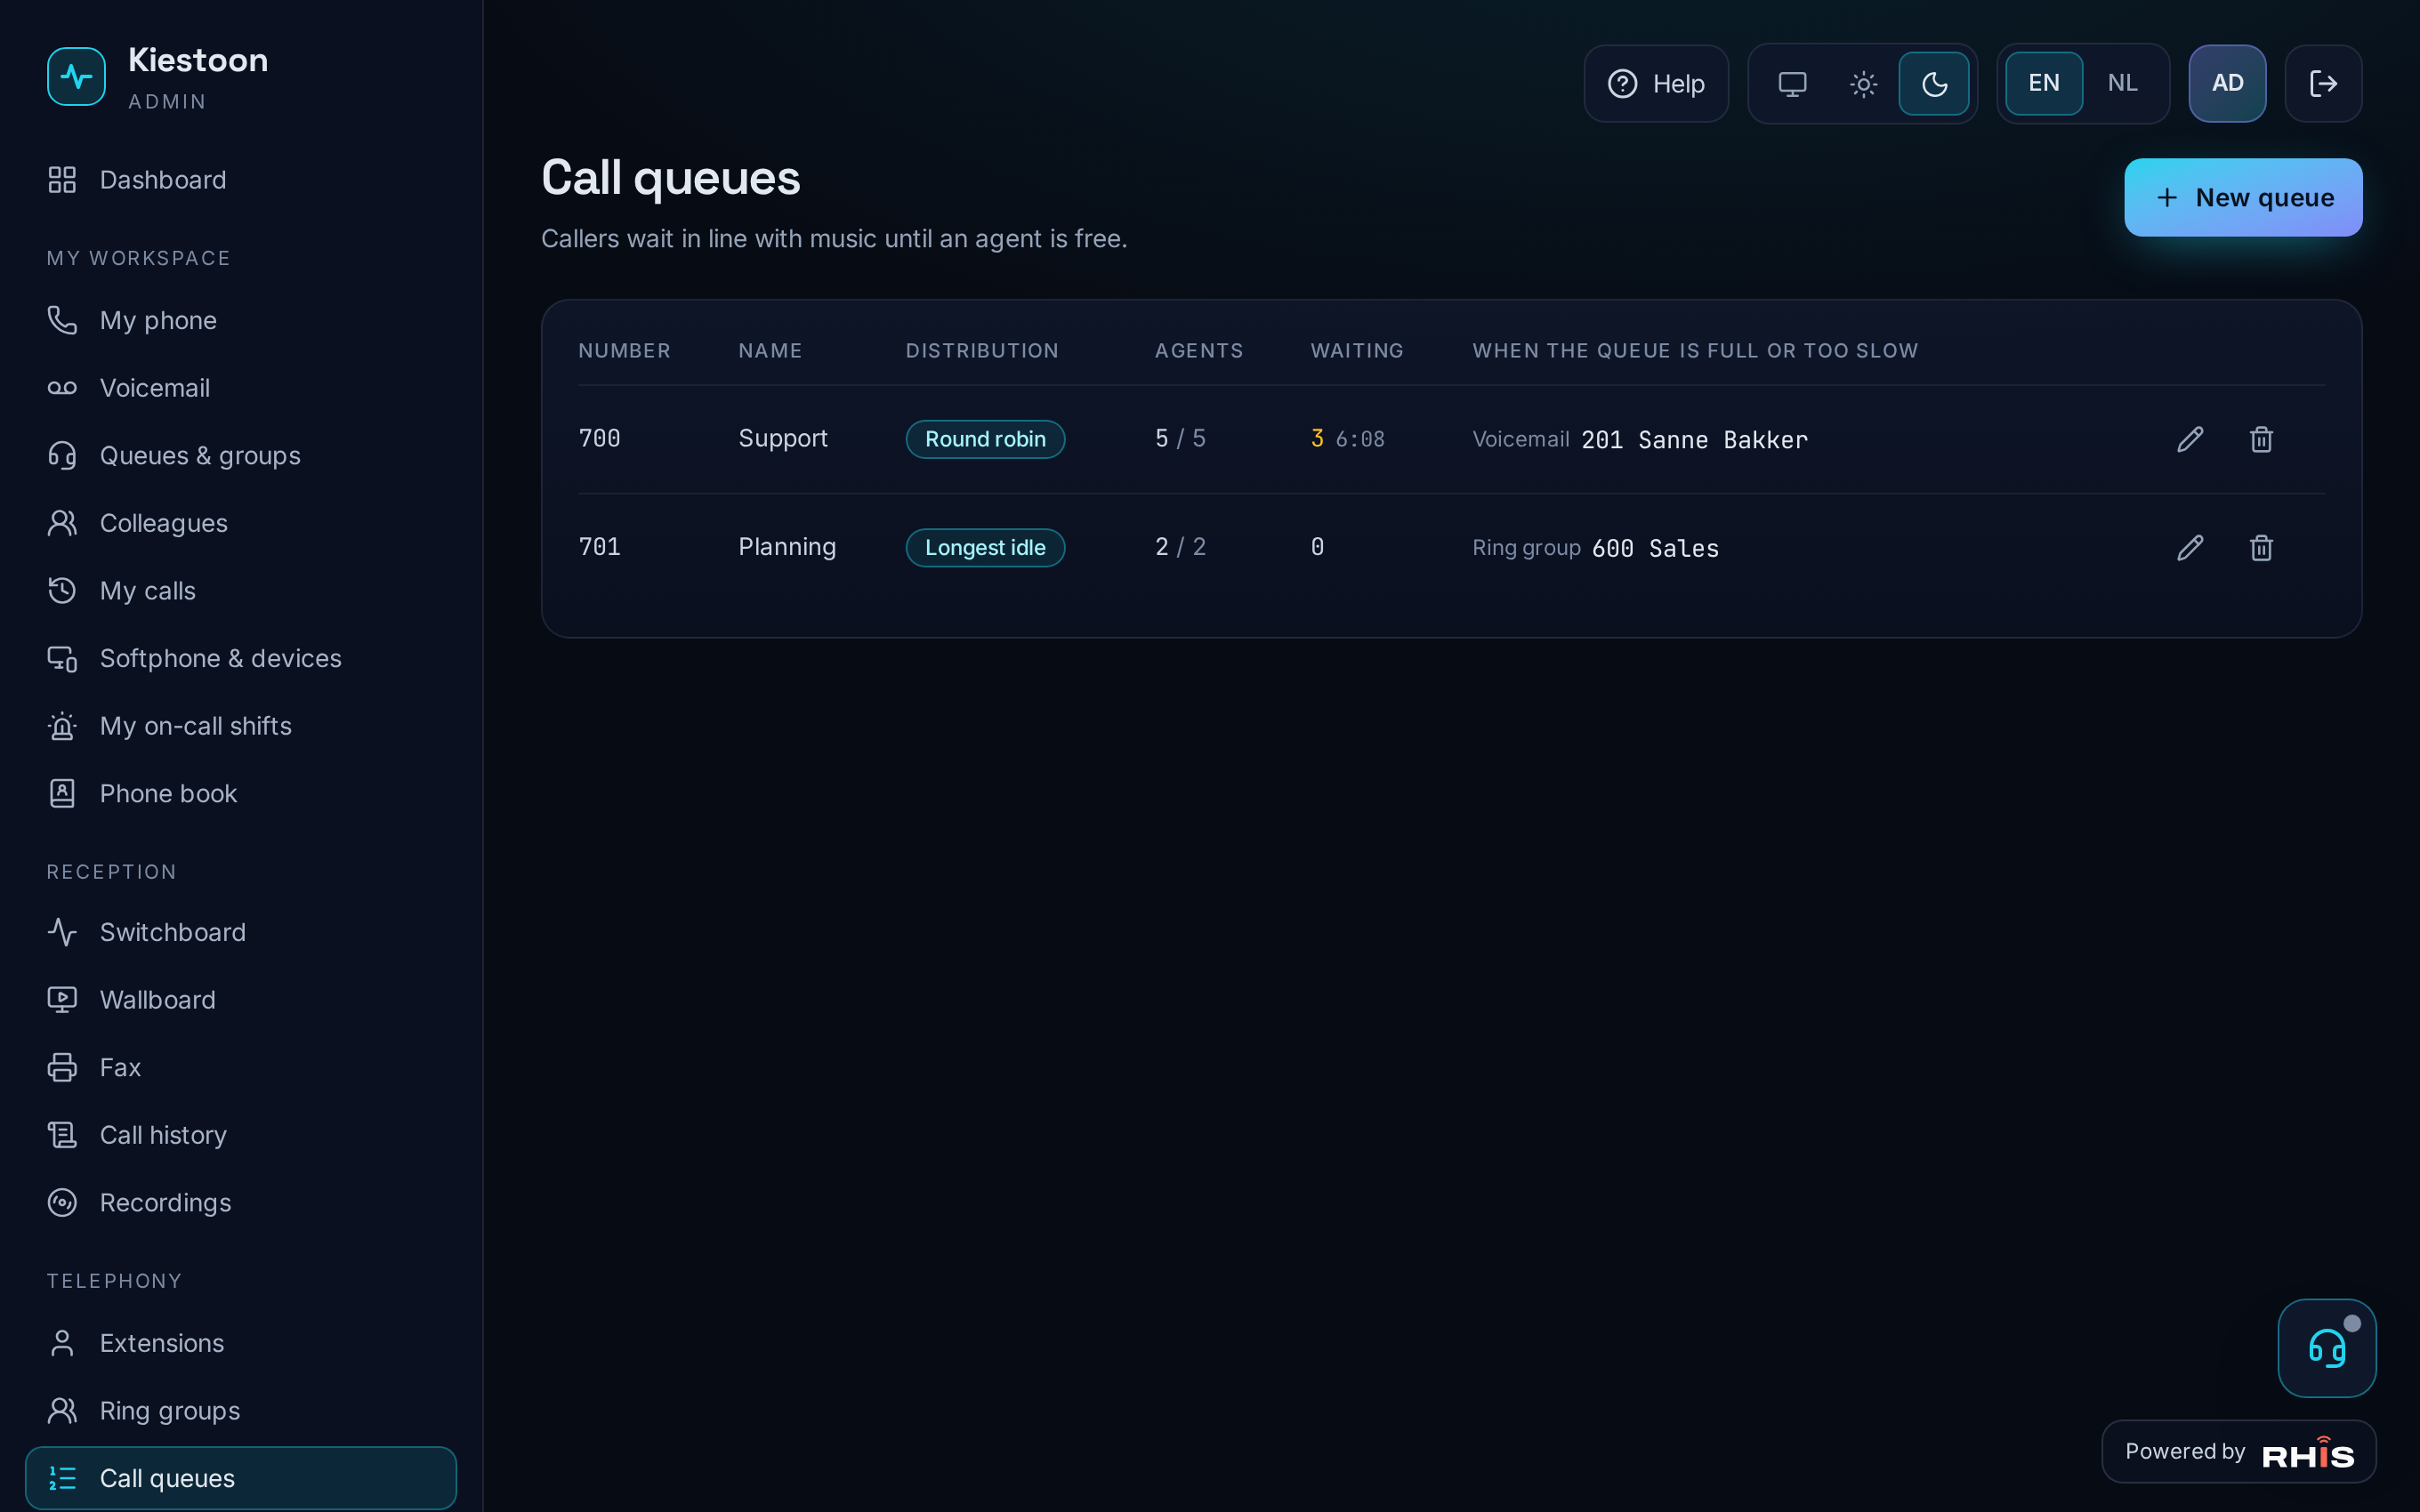 Kiestoon
ADMIN
Dashboard
MY WORKSPACE
My phone
Voicemail
Queues & groups
Colleagues
My calls
Softphone & devices
My on-call shifts
Phone book
RECEPTION
Switchboard
Wallboard
Fax
Call history
Recordings
TELEPHONY
Extensions
Ring groups
Call queues
Help
EN NL
AD
Call queues
New queue
Callers wait in line with music until an agent is free.
NUMBER NAME DISTRIBUTION AGENTS WAITING WHEN THE QUEUE IS FULL OR TOO SLOW
700 Support Round robin 5 / 5 3 6:08 Voicemail 201 Sanne Bakker
701 Planning Longest idle 2 / 2 0 Ring group 600 Sales
Powered by RHIS